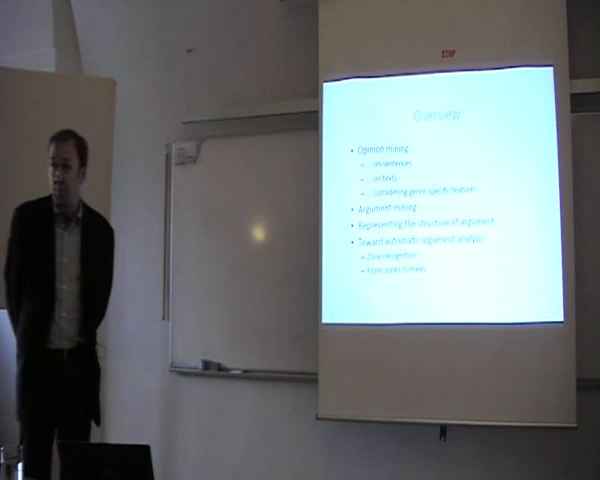 STOP
Overview
• Opinion mining
– ... on sentences
– ... on texts
– ... considering genre-specific features
• Argument mining
• Representing the structure of argument
• Toward automatic argument analysis
– Zone recognition
– From zones to trees